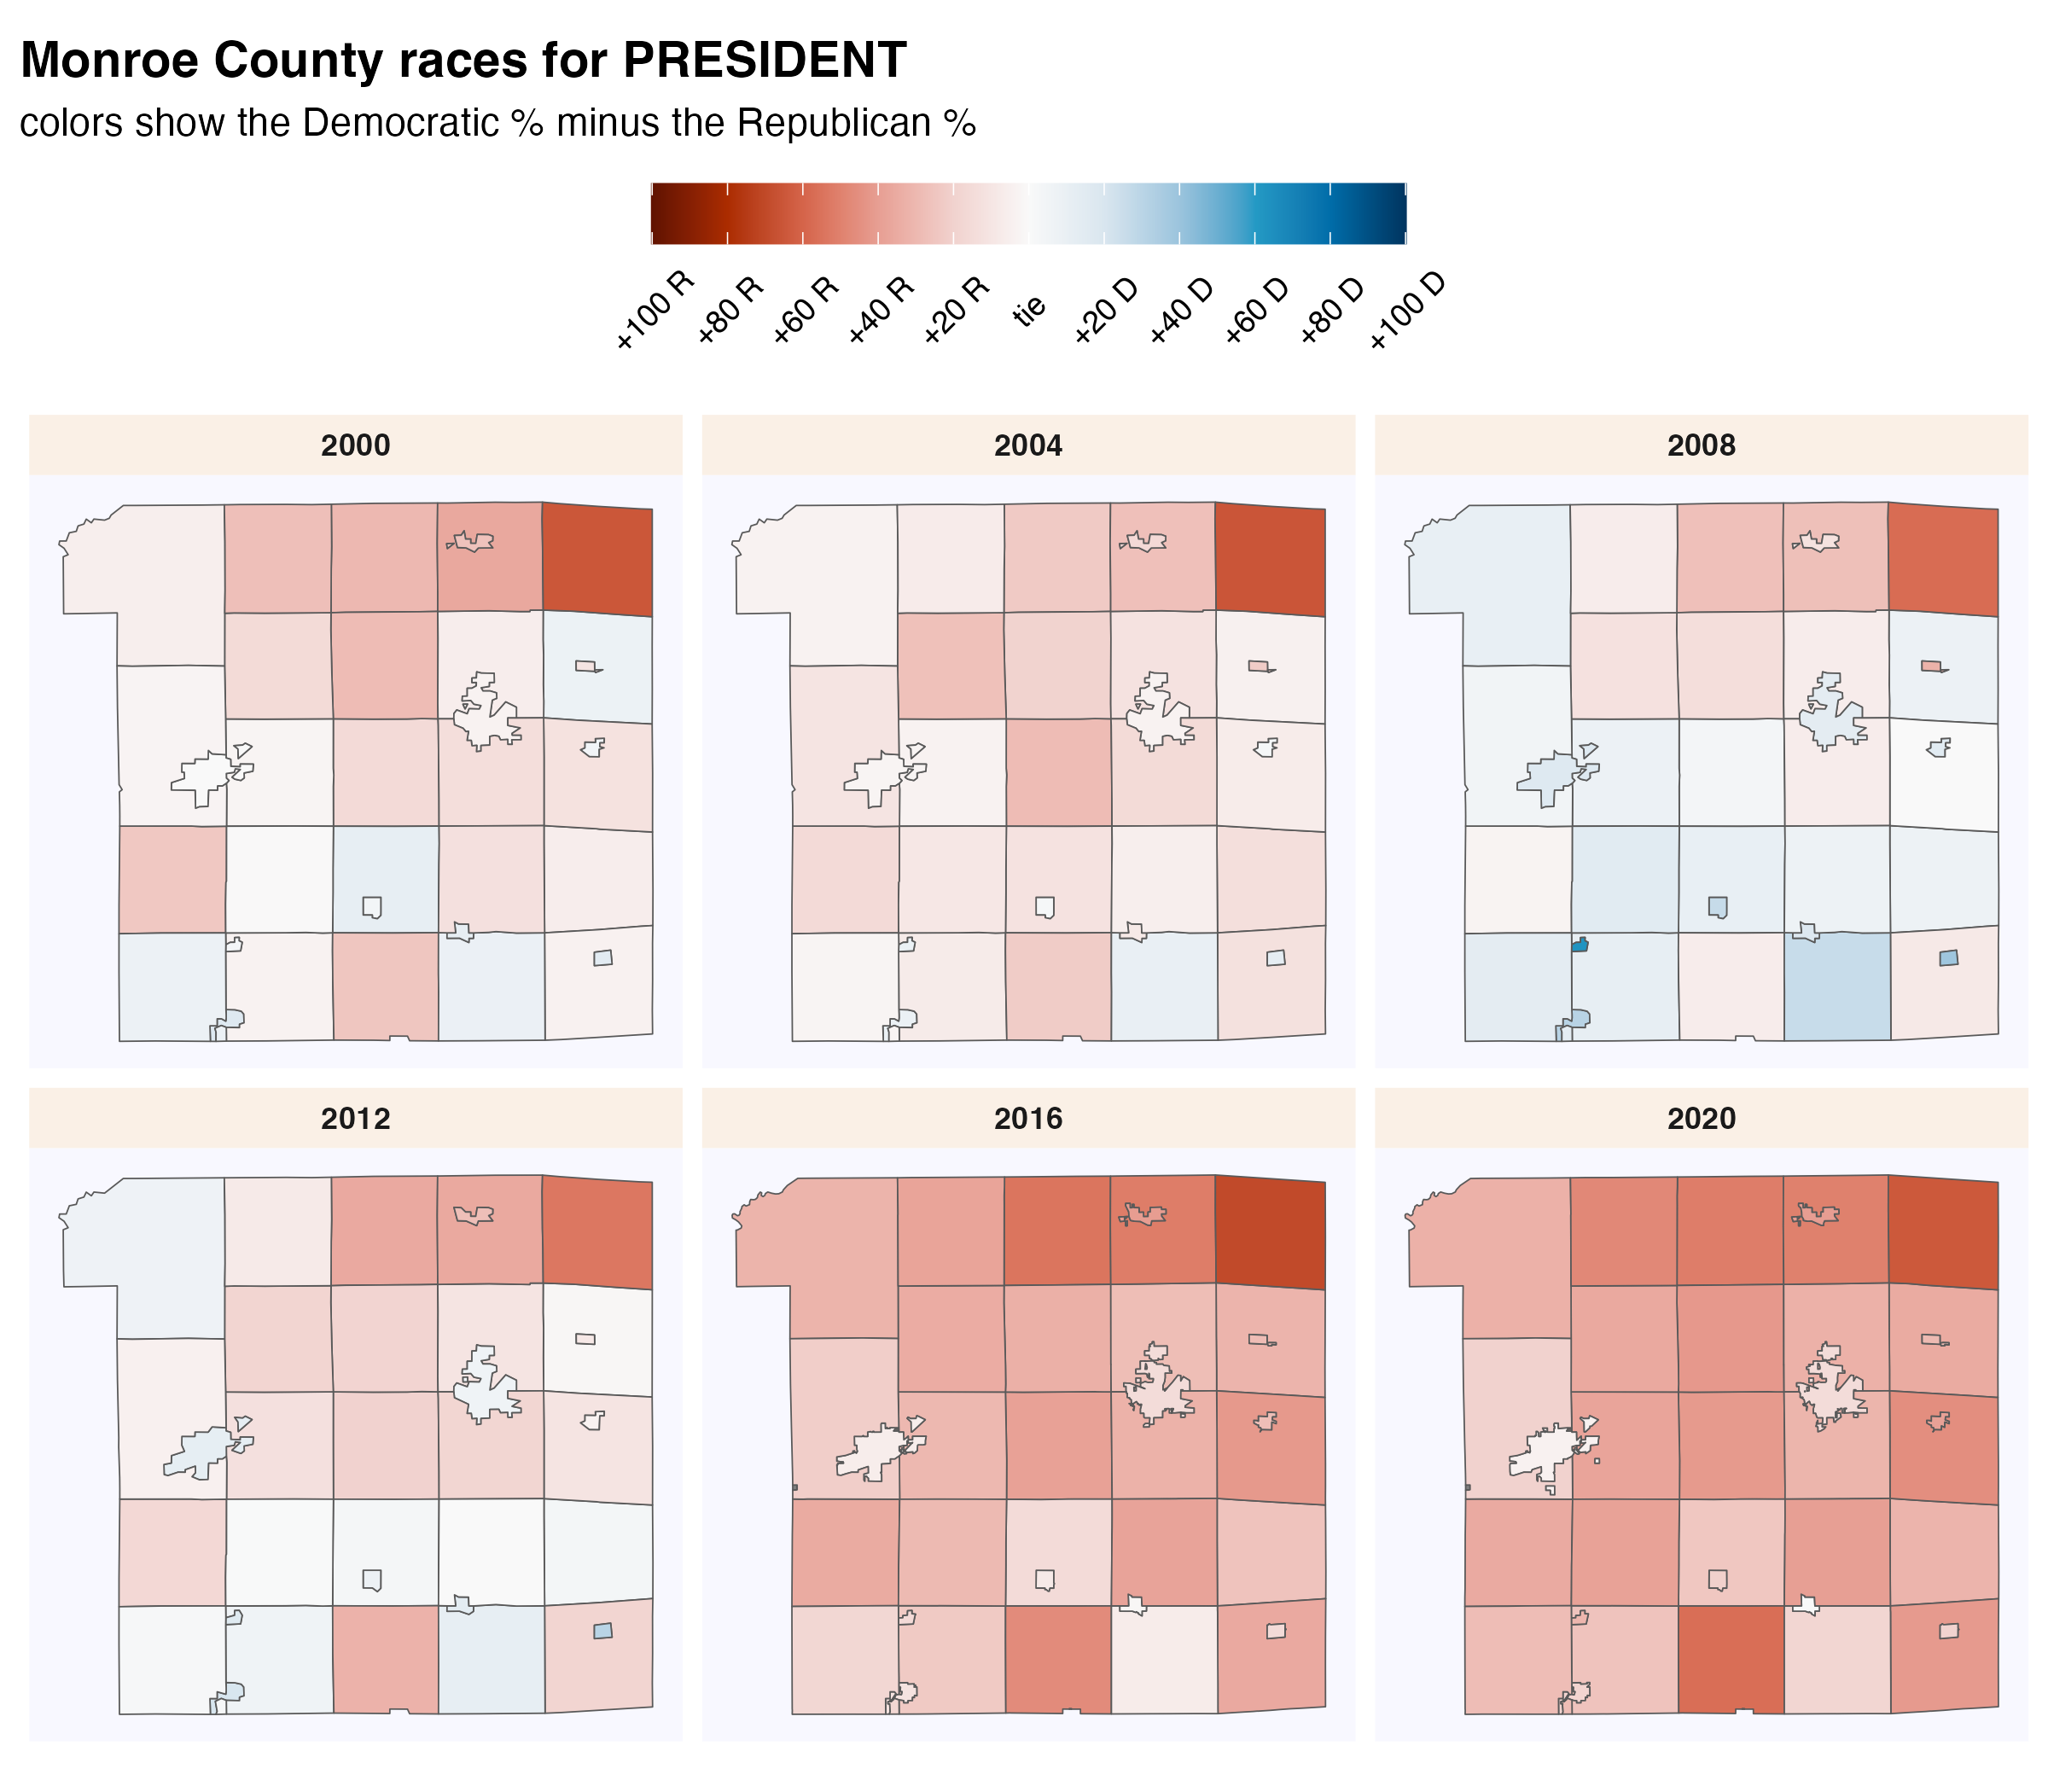 Monroe County races for PRESIDENT
colors show the Democratic % minus the Republican %
+100 R
+80 R
+60 R
+40 R
+20 R
tie
+20 D
+40 D
+60 D
+80 D
+100 D
2000
2004
2008
2012
2016
2020